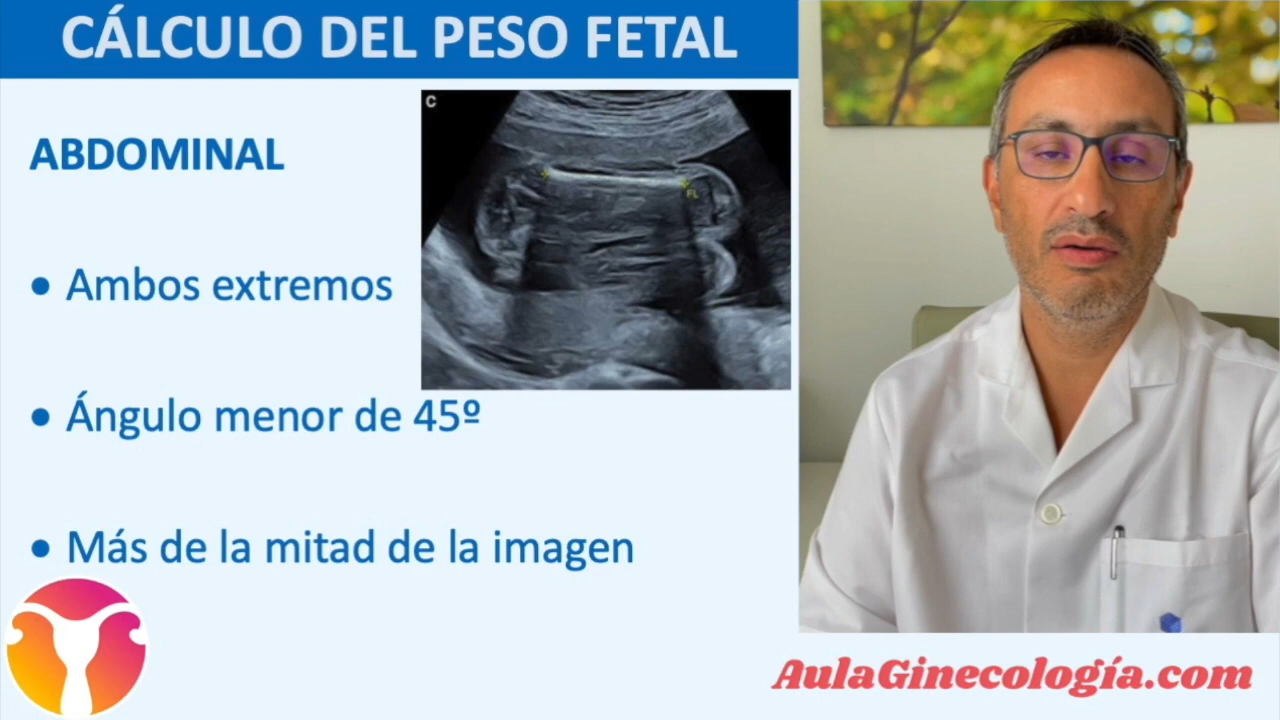 CÁLCULO DEL PESO FETAL
C
ABDOMINAL
FL
• Ambos extremos
• Ángulo menor de 45º
• Más de la mitad de la imagen
AulaGinecología.com